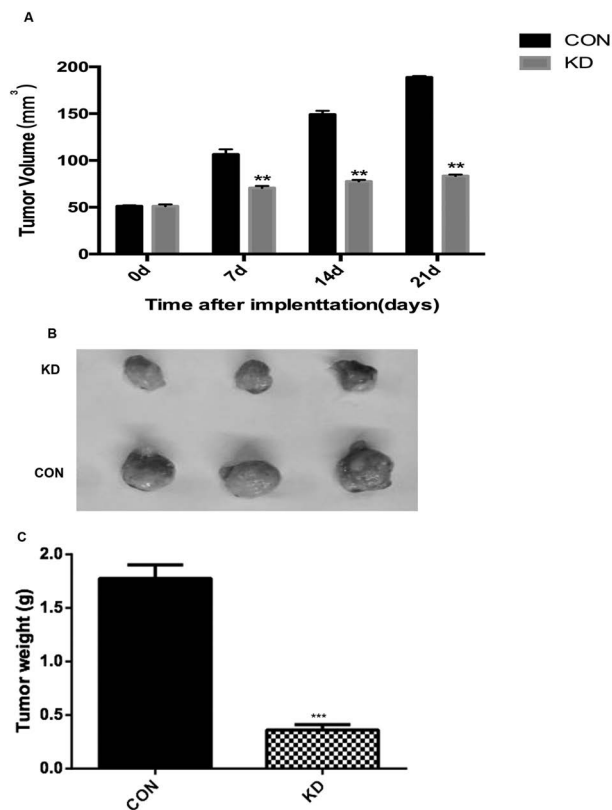 A
CON
KD
Tumor Volume (mm³)
200
150
100
50
0
** ** **
0d 7d 14d 21d
Time after implenttation(days)
B
KD
CON
C
Tumor weight (g)
2.0
1.5
1.0
0.5
0.0
***
CON KD